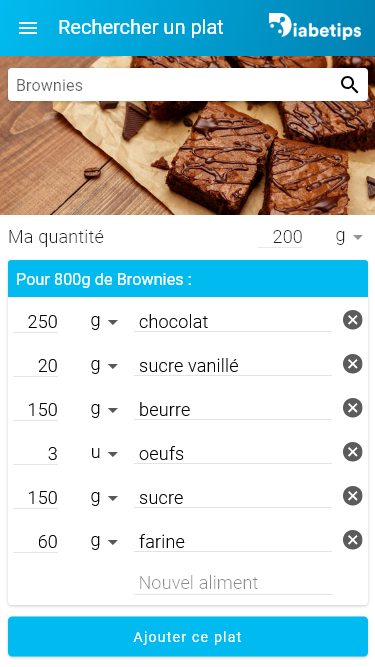 Rechercher un plat
Diabetips
Brownies
Ma quantité 200 g
Pour 800g de Brownies :
250 g chocolat
20 g sucre vanillé
150 g beurre
3 u oeufs
150 g sucre
60 g farine
Nouvel aliment
Ajouter ce plat